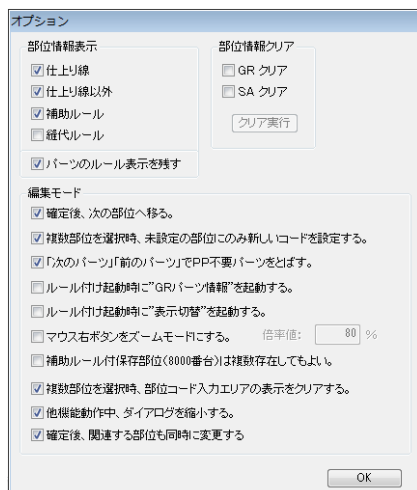 オプション
部位情報表示
仕上り線
仕上り線以外
補助ルール
縫代ルール
パーツのルール表示を残す
部位情報クリア
GR クリア
SA クリア
クリア実行
編集モード
確定後、次の部位へ移る。
複数部位を選択時、未設定の部位にのみ新しいコードを設定する。
「次のパーツ」「前のパーツ」でPP不要パーツをとばす。
ルール付け起動時に"GRパーツ情報"を起動する。
ルール付け起動時に"表示切替"を起動する。
マウス右ボタンをズームモードにする。 倍率値: 80 %
補助ルール付保存部位(8000番台)は複数存在してもよい。
複数部位を選択時、部位コード入力エリアの表示をクリアする。
他機能動作中、ダイアログを縮小する。
確定後、関連する部位も同時に変更する
OK